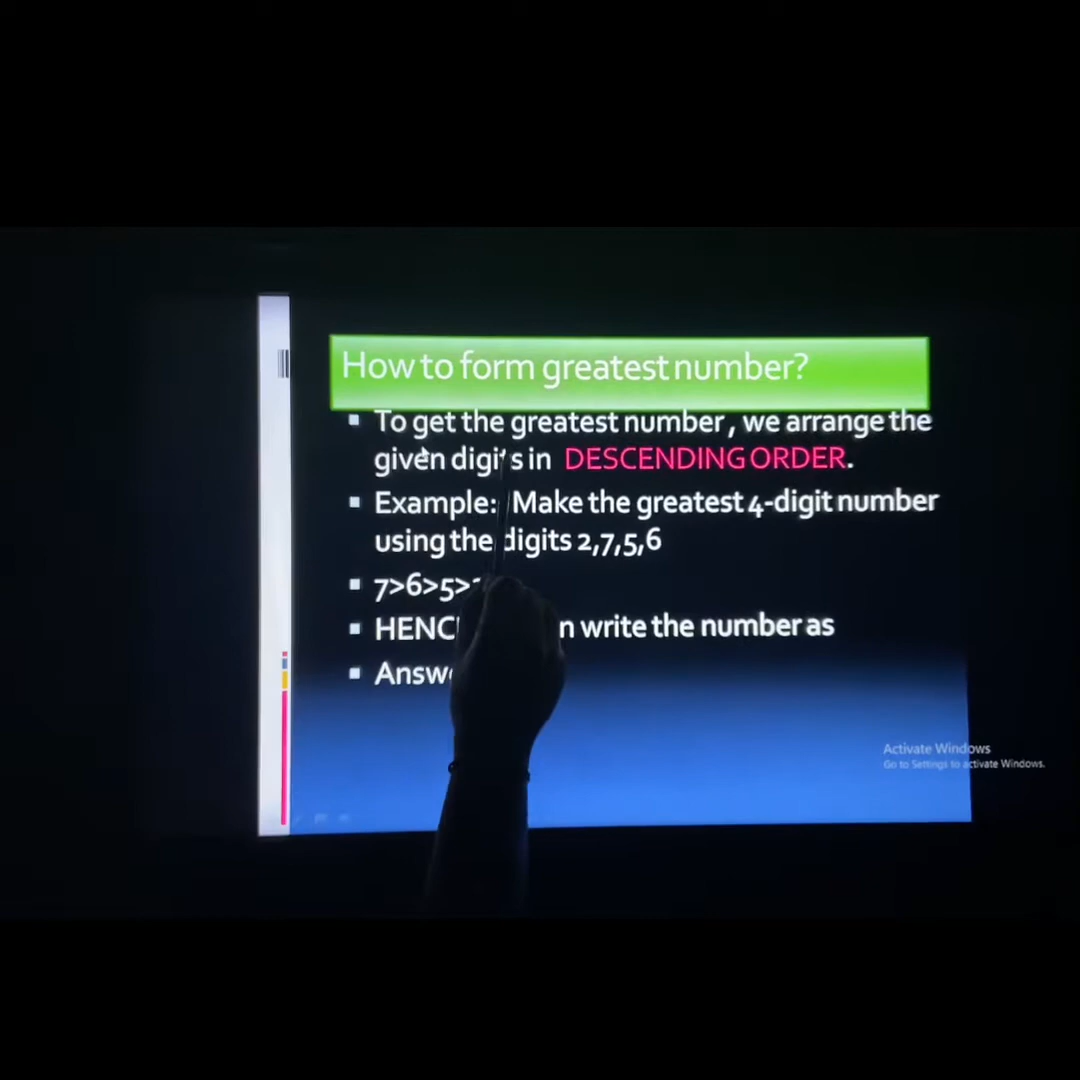 How to form greatest number?
▪ To get the greatest number, we arrange the
given digits in DESCENDING ORDER.
▪ Example: Make the greatest 4-digit number
using the digits 2,7,5,6
▪ 7>6>5>
▪ write the number as
Activate Windows
Go to Settings to activate Windows.